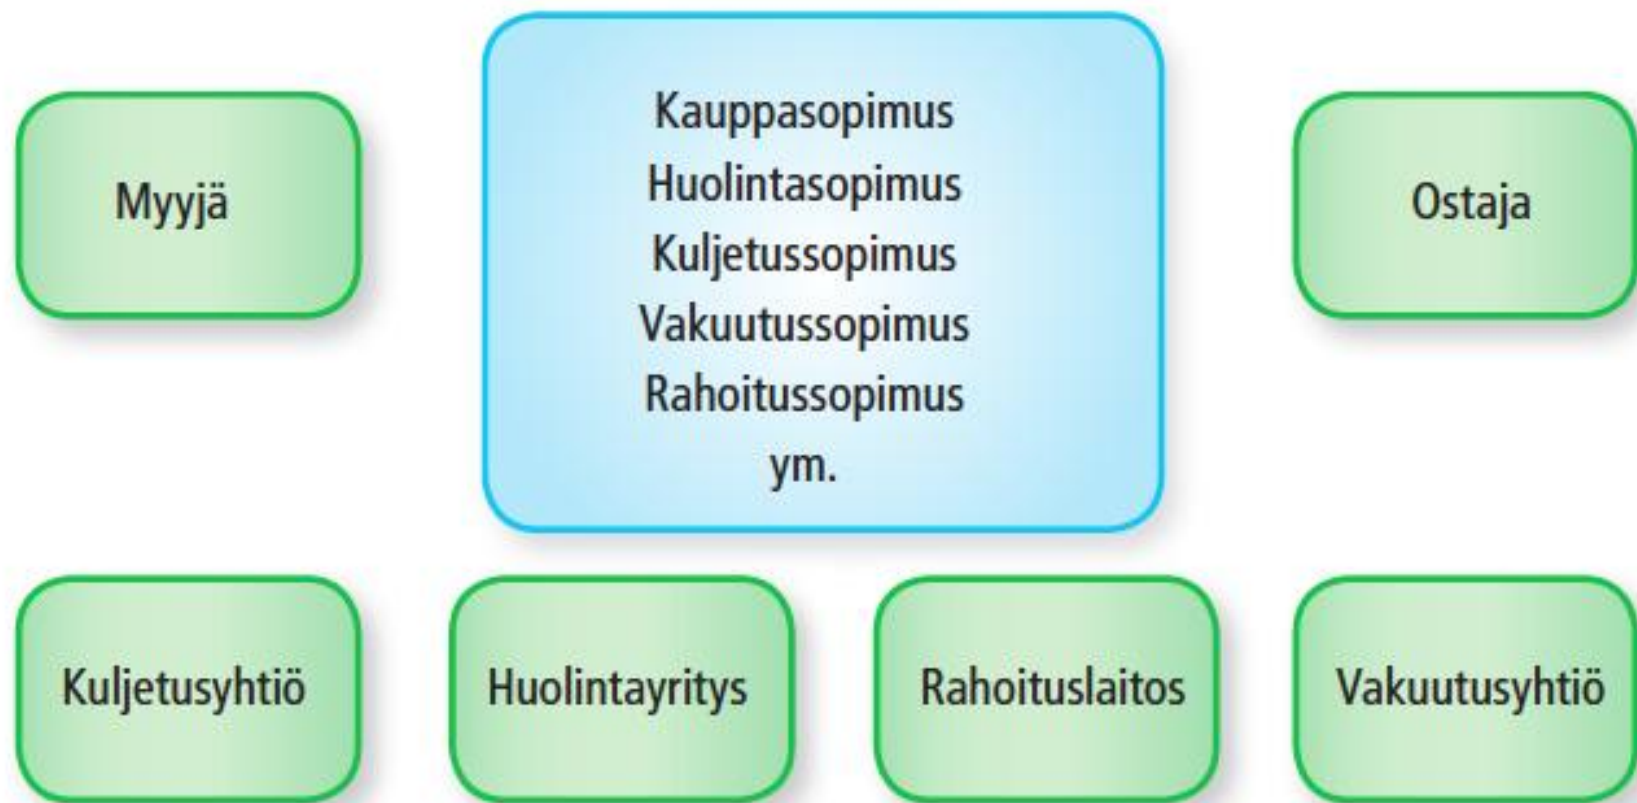 Myyjä
Kauppasopimus
Huolintasopimus
Kuljetussopimus
Vakuutussopimus
Rahoitussopimus
ym.
Ostaja
Kuljetusyhtiö
Huolintayritys
Rahoituslaitos
Vakuutusyhtiö